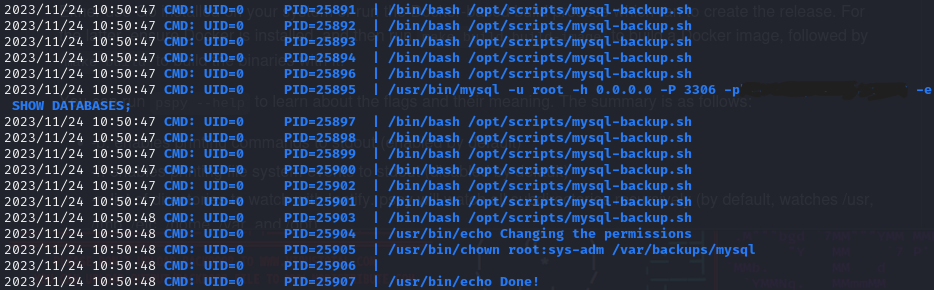 2023/11/24 10:50:47 CMD: UID=0 PID=25891 | /bin/bash /opt/scripts/mysql-backup.sh
2023/11/24 10:50:47 CMD: UID=0 PID=25892 | /bin/bash /opt/scripts/mysql-backup.sh
2023/11/24 10:50:47 CMD: UID=0 PID=25893 | /bin/bash /opt/scripts/mysql-backup.sh
2023/11/24 10:50:47 CMD: UID=0 PID=25894 | /bin/bash /opt/scripts/mysql-backup.sh
2023/11/24 10:50:47 CMD: UID=0 PID=25896 | /bin/bash /opt/scripts/mysql-backup.sh
2023/11/24 10:50:47 CMD: UID=0 PID=25895 | /usr/bin/mysql -u root -h 0.0.0.0 -P 3306 -p -e
SHOW DATABASES;
2023/11/24 10:50:47 CMD: UID=0 PID=25897 | /bin/bash /opt/scripts/mysql-backup.sh
2023/11/24 10:50:47 CMD: UID=0 PID=25898 | /bin/bash /opt/scripts/mysql-backup.sh
2023/11/24 10:50:47 CMD: UID=0 PID=25899 | /bin/bash /opt/scripts/mysql-backup.sh
2023/11/24 10:50:47 CMD: UID=0 PID=25900 | /bin/bash /opt/scripts/mysql-backup.sh
2023/11/24 10:50:47 CMD: UID=0 PID=25902 | /bin/bash /opt/scripts/mysql-backup.sh
2023/11/24 10:50:47 CMD: UID=0 PID=25901 | /bin/bash /opt/scripts/mysql-backup.sh
2023/11/24 10:50:48 CMD: UID=0 PID=25903 | /bin/bash /opt/scripts/mysql-backup.sh
2023/11/24 10:50:48 CMD: UID=0 PID=25904 | /usr/bin/echo Changing the permissions
2023/11/24 10:50:48 CMD: UID=0 PID=25905 | /usr/bin/chown root:sys-adm /var/backups/mysql
2023/11/24 10:50:48 CMD: UID=0 PID=25906 |
2023/11/24 10:50:48 CMD: UID=0 PID=25907 | /usr/bin/echo Done!